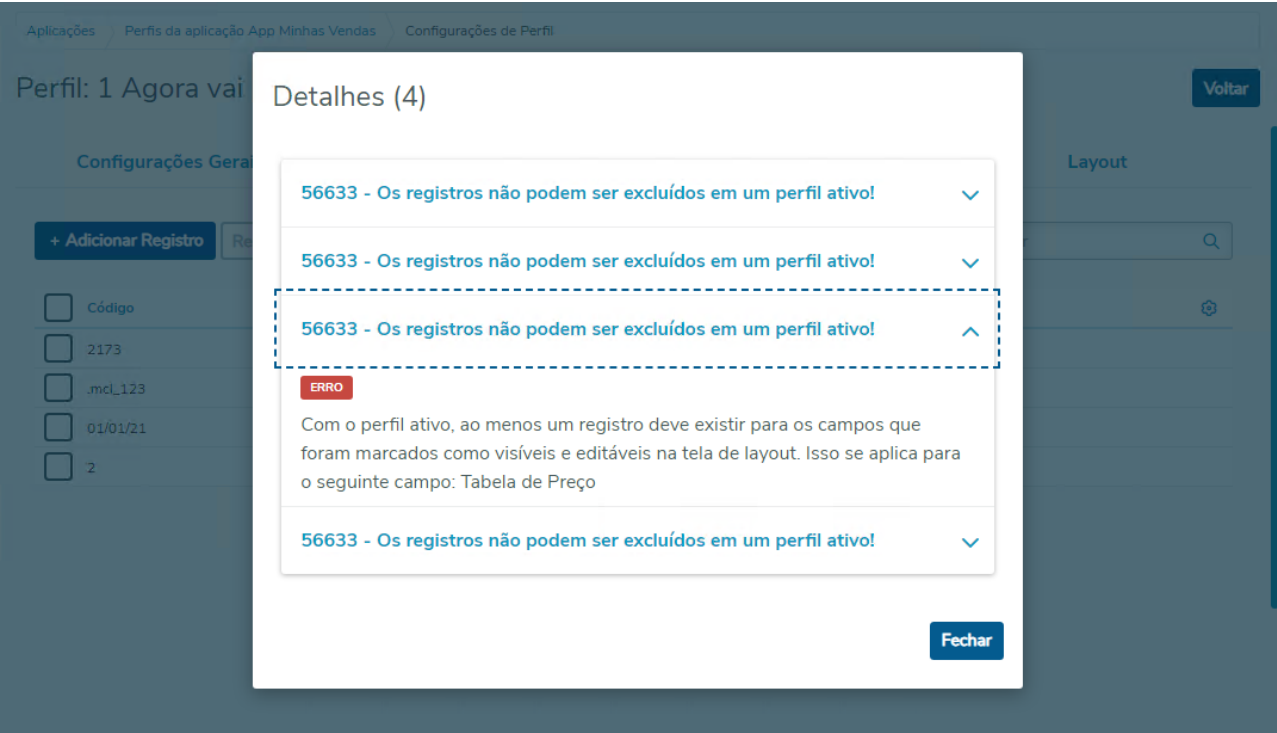 Aplicações Perfis da aplicação App Minhas Vendas Configurações de Perfil
Perfil: 1 Agora vai
Voltar
Configurações
Layout
+ Adicionar Registro
Código
2173
.mcl_123
01/01/21
2
Detalhes (4)
56633 - Os registros não podem ser excluídos em um perfil ativo!
56633 - Os registros não podem ser excluídos em um perfil ativo!
56633 - Os registros não podem ser excluídos em um perfil ativo!
ERRO
Com o perfil ativo, ao menos um registro deve existir para os campos que
foram marcados como visíveis e editáveis na tela de layout. Isso se aplica para
o seguinte campo: Tabela de Preço
56633 - Os registros não podem ser excluídos em um perfil ativo!
Fechar